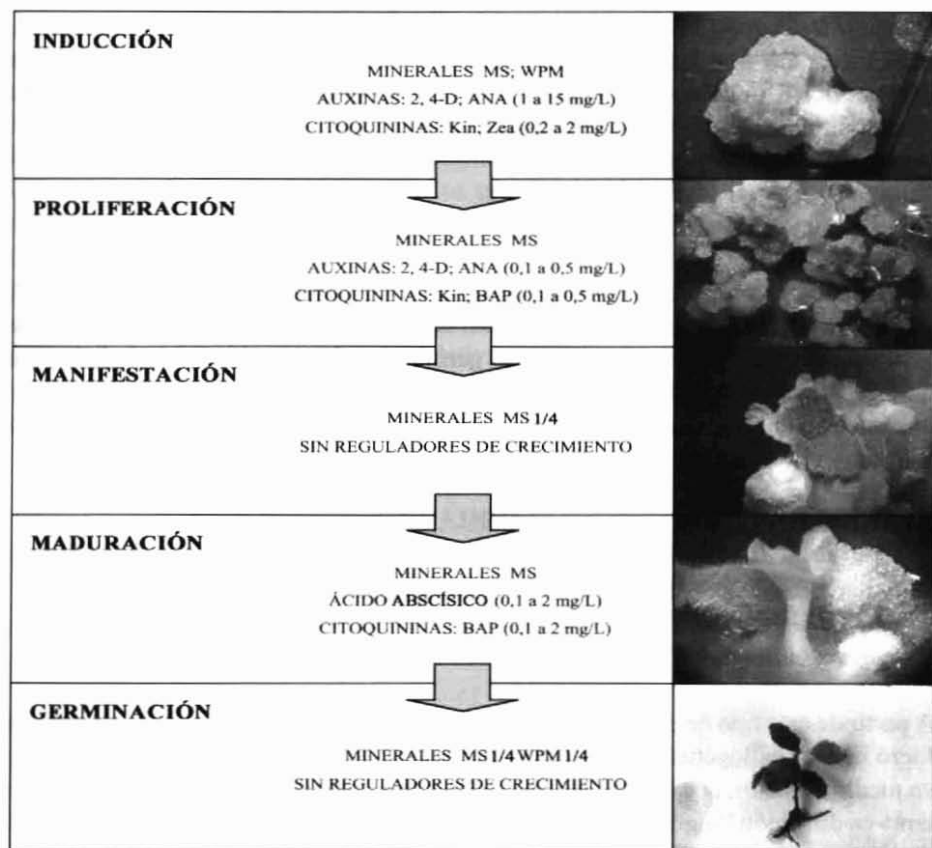 INDUCCIÓN
MINERALES MS; WPM
AUXINAS: 2, 4-D; ANA (1 a 15 mg/L)
CITOQUININAS: Kin; Zea (0,2 a 2 mg/L)
PROLIFERACIÓN
MINERALES MS
AUXINAS: 2, 4-D; ANA (0,1 a 0,5 mg/L)
CITOQUININAS: Kin; BAP (0,1 a 0,5 mg/L)
MANIFESTACIÓN
MINERALES MS 1/4
SIN REGULADORES DE CRECIMIENTO
MADURACIÓN
MINERALES MS
ÁCIDO ABSCÍSICO (0,1 a 2 mg/L)
CITOQUININAS: BAP (0,1 a 2 mg/L)
GERMINACIÓN
MINERALES MS 1/4 WPM 1/4
SIN REGULADORES DE CRECIMIENTO